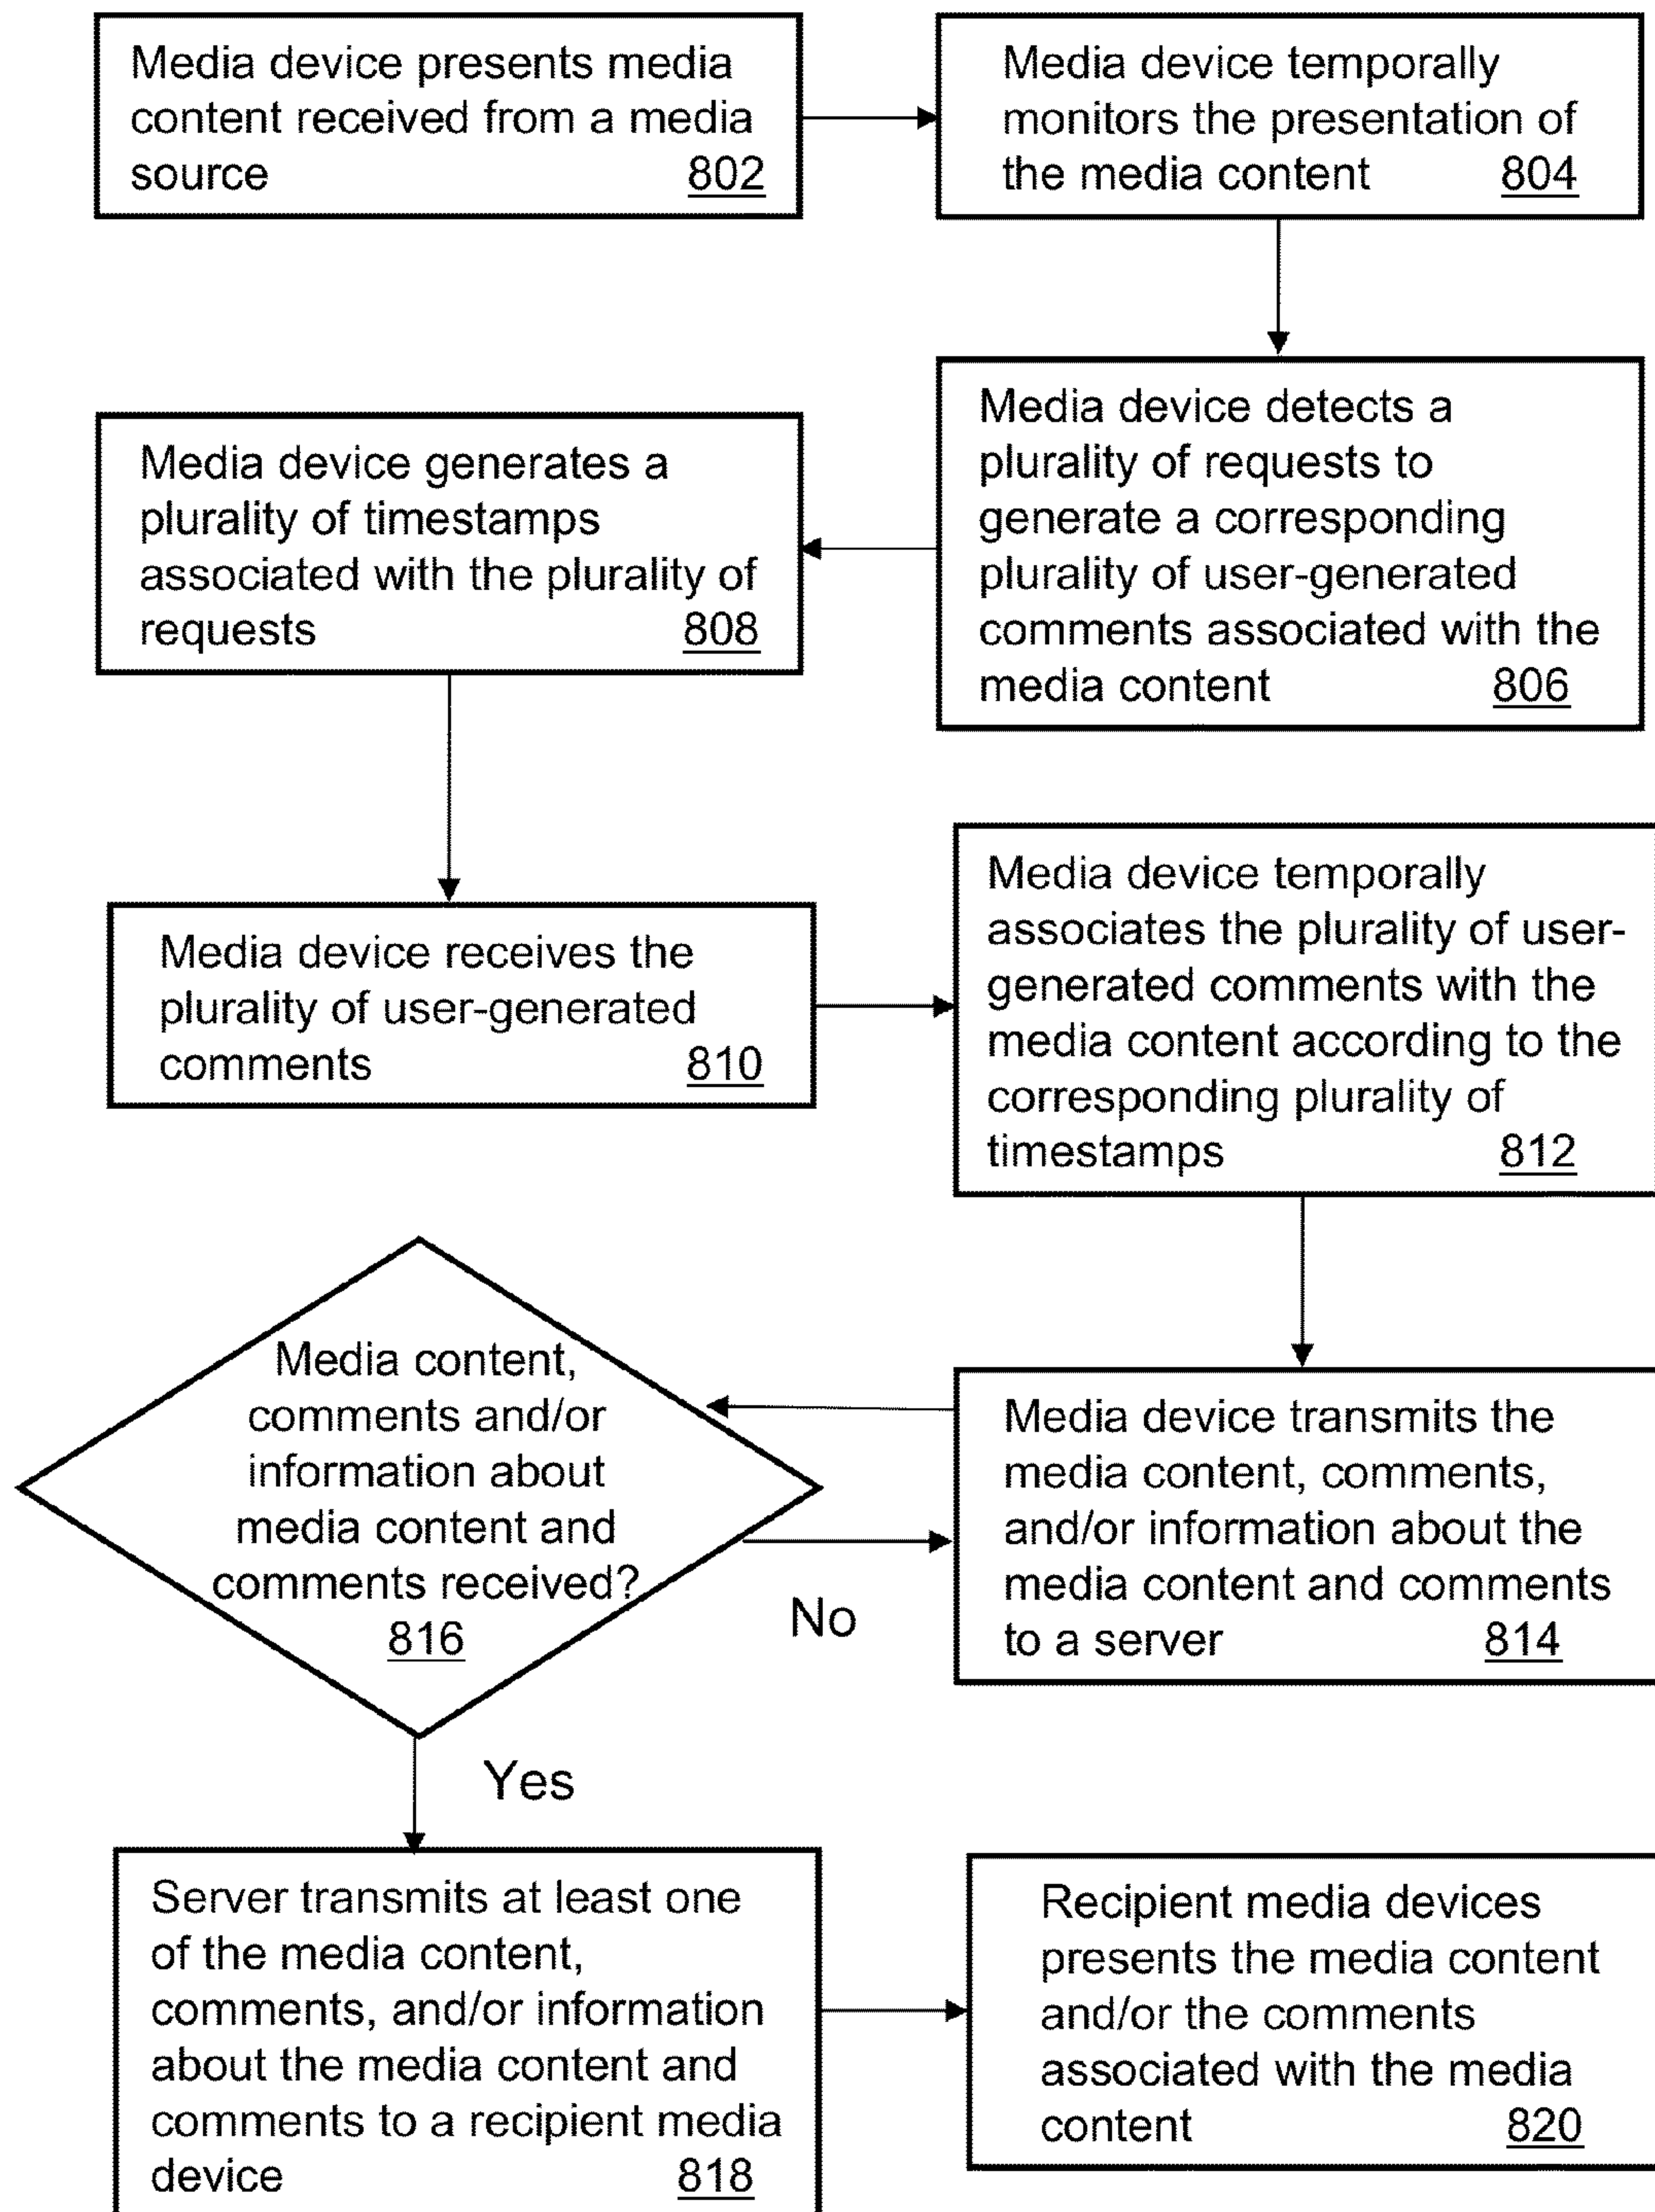 Media device presents media
content received from a media
source 802
Media device temporally
monitors the presentation of
the media content 804
Media device detects a
plurality of requests to
generate a corresponding
plurality of user-generated
comments associated with the
media content 806
Media device generates a
plurality of timestamps
associated with the plurality of
requests 808
Media device receives the
plurality of user-generated
comments 810
Media device temporally
associates the plurality of user-
generated comments with the
media content according to the
corresponding plurality of
timestamps 812
Media device transmits the
media content, comments,
and/or information about the
media content and comments
to a server 814
Media content,
comments and/or
information about
media content and
comments received?
816
No
Yes
Server transmits at least one
of the media content,
comments, and/or information
about the media content and
comments to a recipient media
device 818
Recipient media devices
presents the media content
and/or the comments
associated with the media
content 820